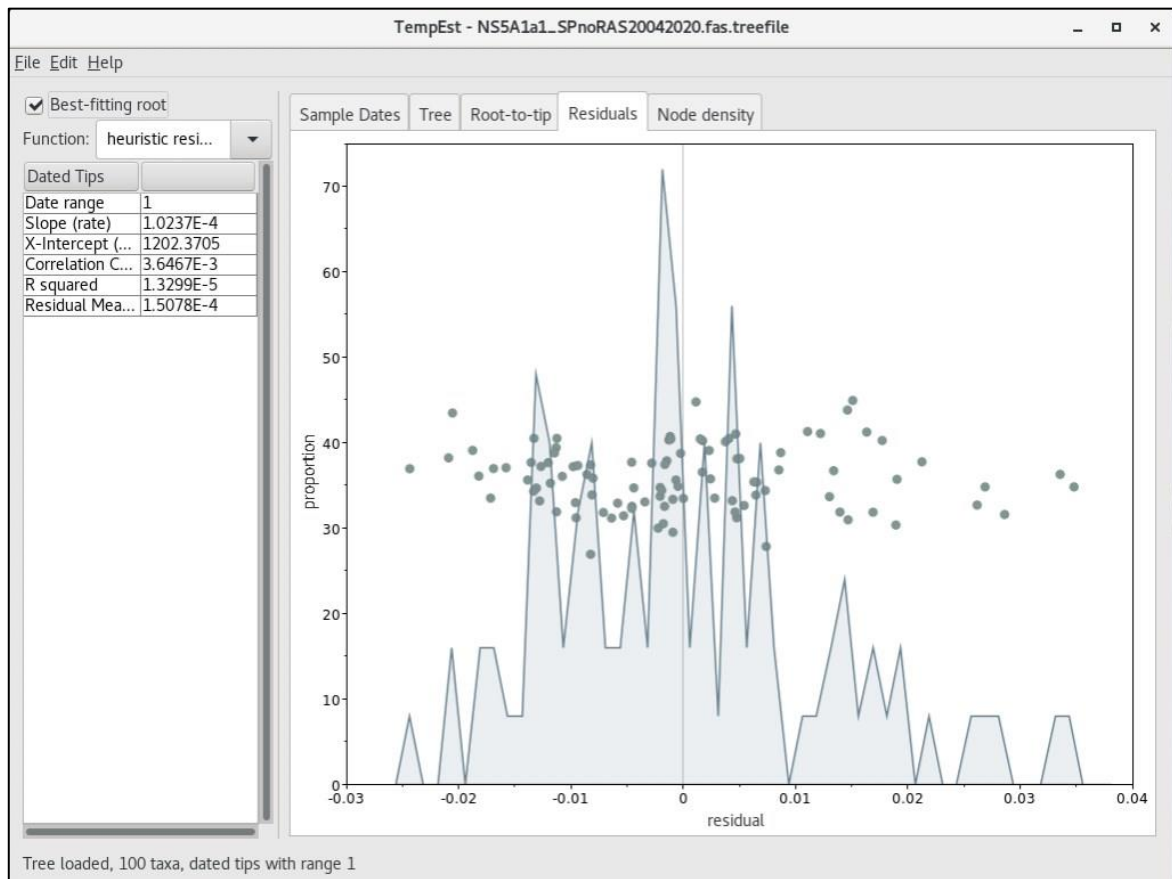 TempEst - NS5A1a1_SPnoRAS20042020.fas.treefile
File Edit Help
Best-fitting root
Function: heuristic resi...
Dated Tips
Date range 1
Slope (rate) 1.0237E-4
X-Intercept (... 1202.3705
Correlation C... 3.6467E-3
R squared 1.3299E-5
Residual Mea... 1.5078E-4
Sample Dates Tree Root-to-tip Residuals Node density
70
60
50
40
30
20
10
0
proportion
-0.03 -0.02 -0.01 0 0.01 0.02 0.03 0.04
residual
Tree loaded, 100 taxa, dated tips with range 1